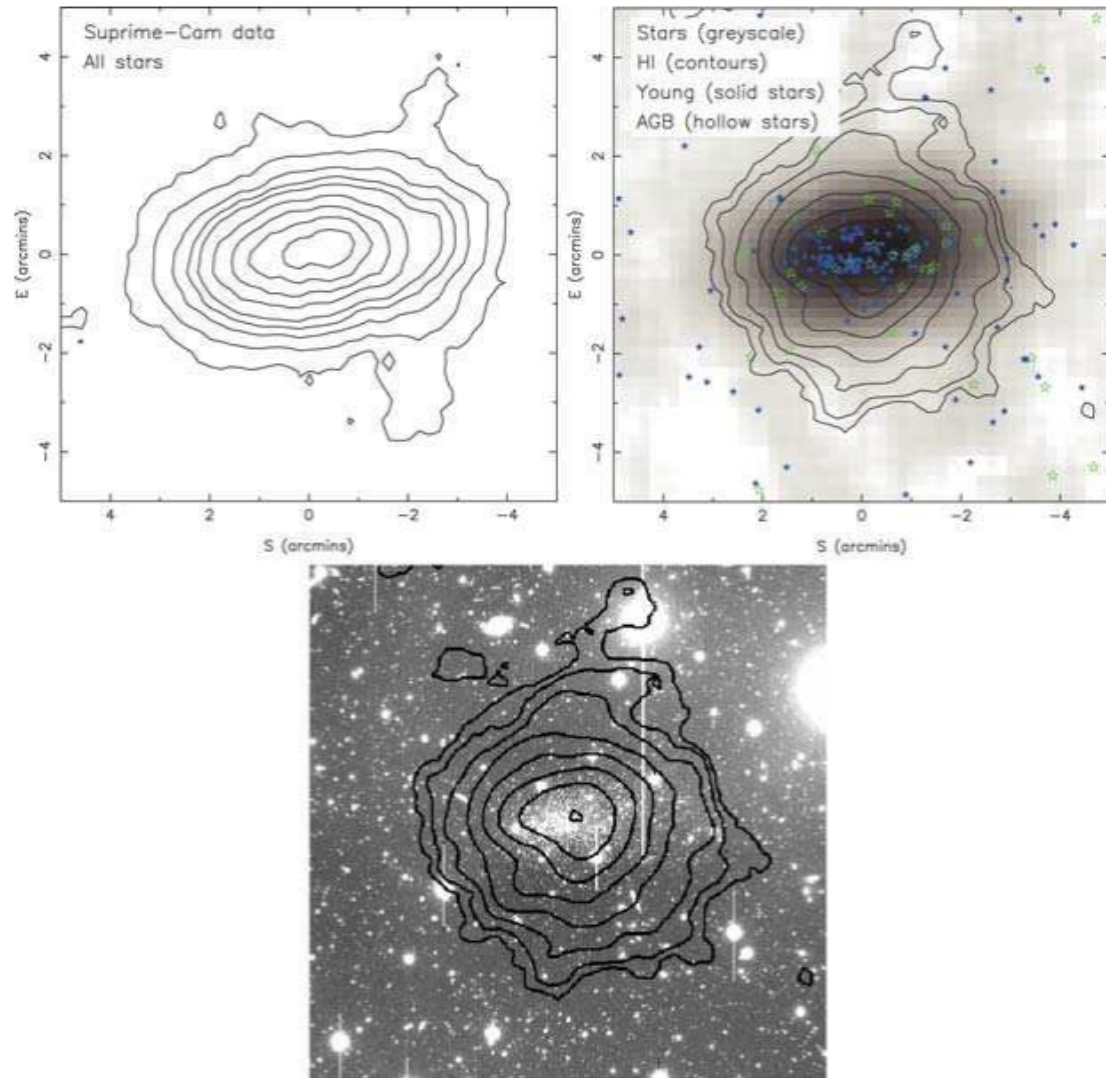 Suprime-Cam data
All stars
E (arcmins)
4
2
0
-2
-4
4
2
0
-2
-4
S (arcmins)
Stars (greyscale)
HI (contours)
Young (solid stars)
AGB (hollow stars)
E (arcmins)
4
2
0
-2
-4
4
2
0
-2
-4
S (arcmins)